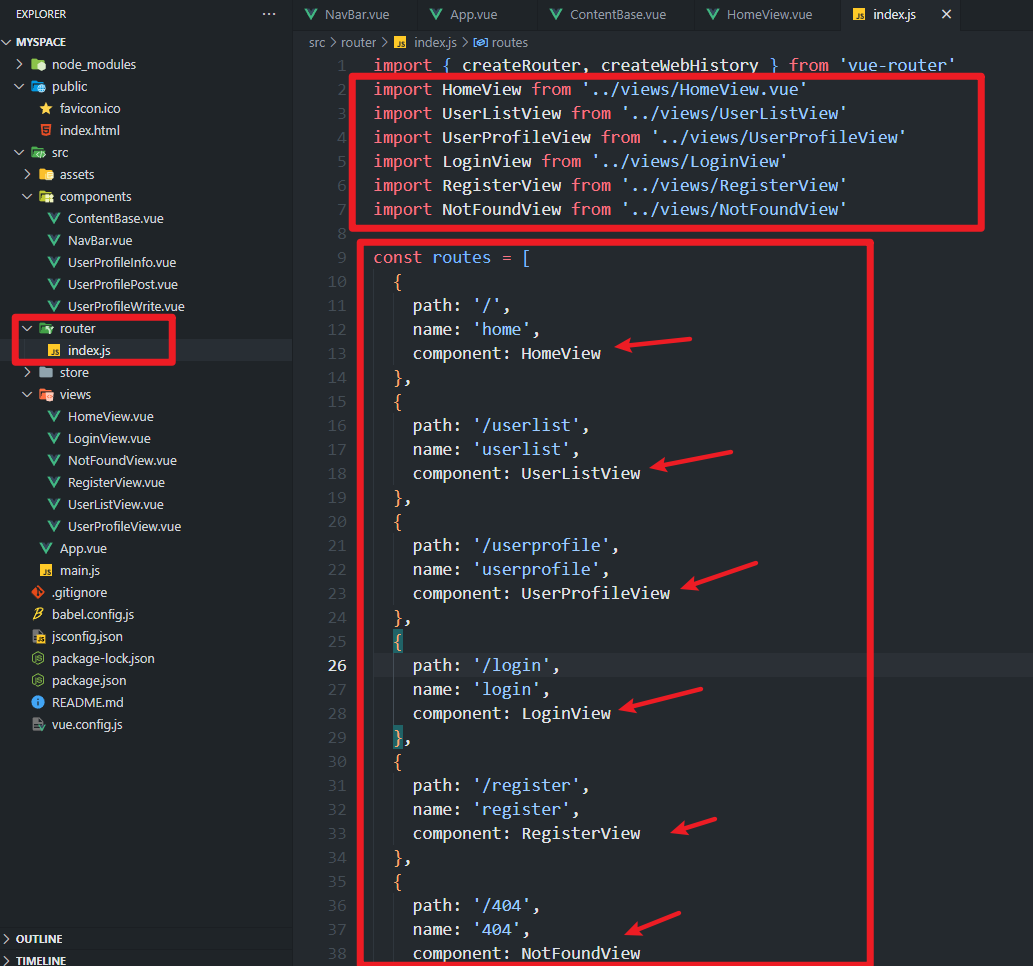 EXPLORER
MYSPACE
node_modules
public
favicon.ico
index.html
src
assets
components
ContentBase.vue
NavBar.vue
UserProfileInfo.vue
UserProfilePost.vue
UserProfileWrite.vue
router
index.js
store
views
HomeView.vue
LoginView.vue
NotFoundView.vue
RegisterView.vue
UserListView.vue
UserProfileView.vue
App.vue
main.js
.gitignore
babel.config.js
jsconfig.json
package-lock.json
package.json
README.md
vue.config.js
OUTLINE
TIMELINE
NavBar.vue App.vue ContentBase.vue HomeView.vue index.js
src > router > index.js > routes
1 import { createRouter, createWebHistory } from 'vue-router'
2 import HomeView from '../views/HomeView.vue'
3 import UserListView from '../views/UserListView'
4 import UserProfileView from '../views/UserProfileView'
5 import LoginView from '../views/LoginView'
6 import RegisterView from '../views/RegisterView'
7 import NotFoundView from '../views/NotFoundView'
8
9 const routes = [
10 {
11 path: '/',
12 name: 'home',
13 component: HomeView
14 },
15 {
16 path: '/userlist',
17 name: 'userlist',
18 component: UserListView
19 },
20 {
21 path: '/userprofile',
22 name: 'userprofile',
23 component: UserProfileView
24 },
25 {
26 path: '/login',
27 name: 'login',
28 component: LoginView
29 },
30 {
31 path: '/register',
32 name: 'register',
33 component: RegisterView
34 },
35 {
36 path: '/404',
37 name: '404',
38 component: NotFoundView